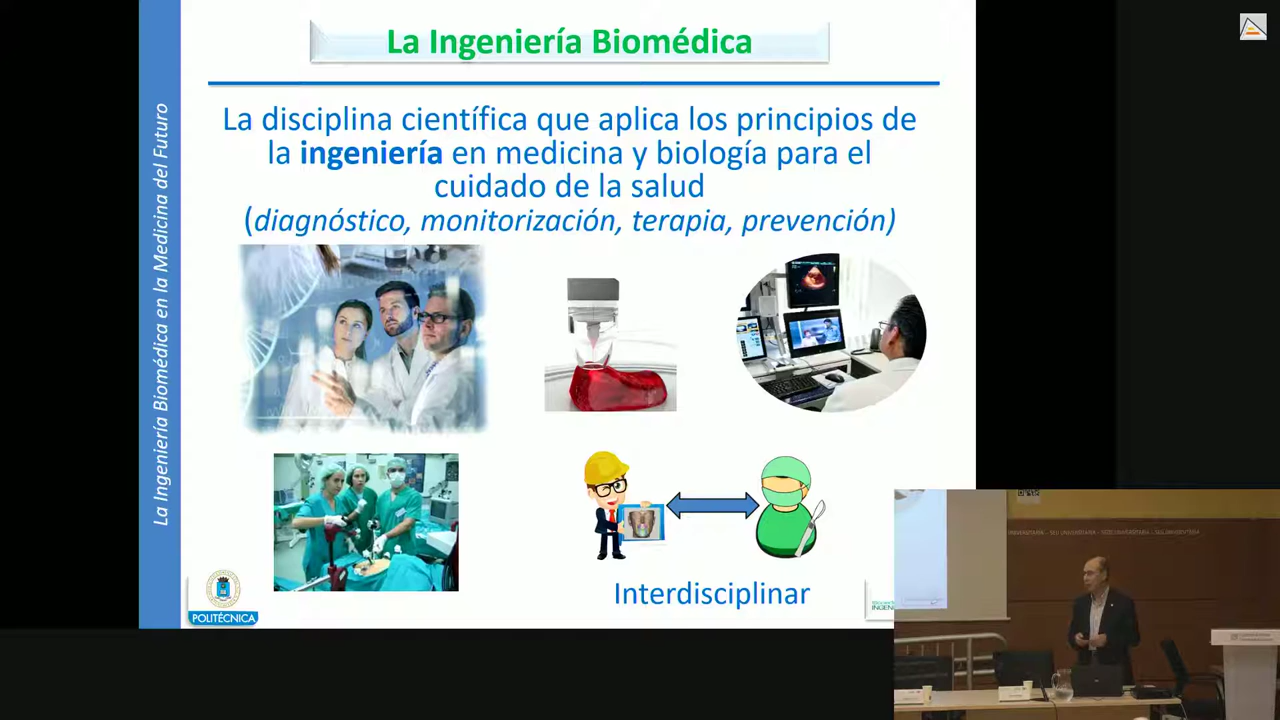 La Ingeniería Biomédica
La Ingeniería Biomédica en la Medicina del Futuro
La disciplina científica que aplica los principios de
la ingeniería en medicina y biología para el
cuidado de la salud
(diagnóstico, monitorización, terapia, prevención)
Interdisciplinar
POLITÉCNICA
INGEN